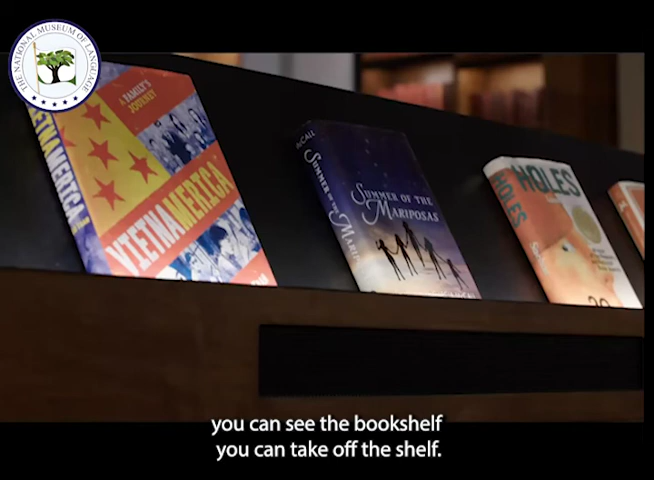 THE NATIONAL MUSEUM OF LANGUAGE
A FAMILY'S
JOURNEY
VIETNAMERICA
VIETNAMERICA
McCALL
SUMMER OF THE MARIPOSAS
SUMMER OF THE
MARIPOSAS
HOLES
HOLES
you can see the bookshelf
you can take off the shelf.